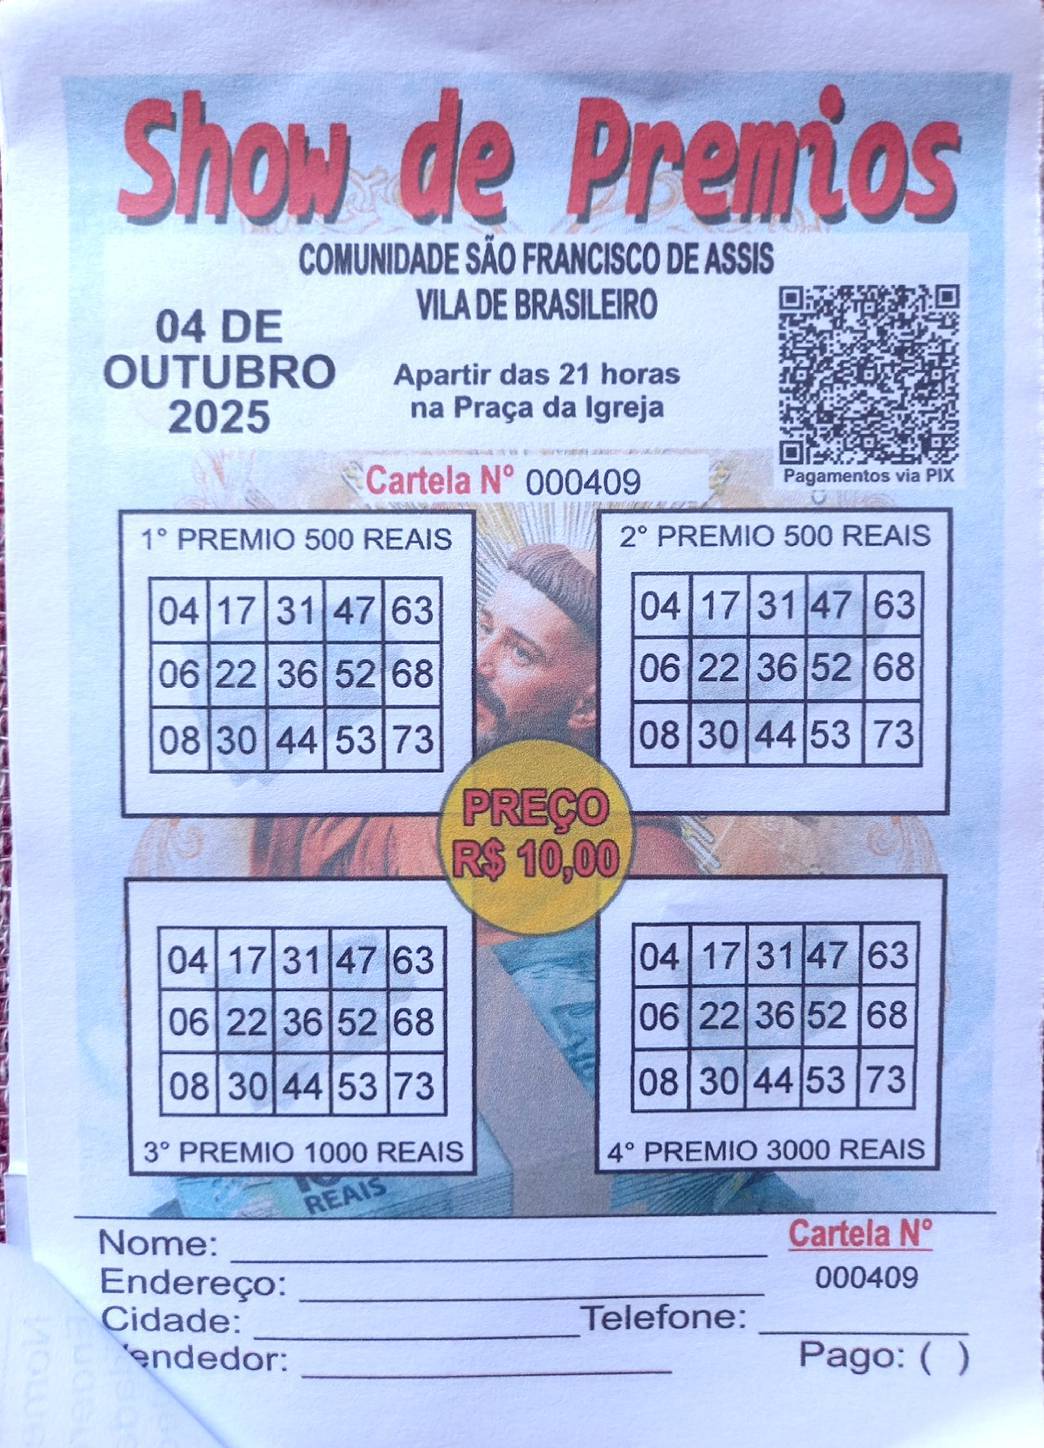 Show de Premios
COMUNIDADE SÃO FRANCISCO DE ASSIS
VILA DE BRASILEIRO
04 DE
OUTUBRO
2025
Apartir das 21 horas
na Praça da Igreja
Pagamentos via PIX
Cartela Nº 000409
1° PREMIO 500 REAIS
04 17 31 47 63
06 22 36 52 68
08 30 44 53 73
2° PREMIO 500 REAIS
04 17 31 47 63
06 22 36 52 68
08 30 44 53 73
PREÇO
R$ 10,00
04 17 31 47 63
06 22 36 52 68
08 30 44 53 73
3° PREMIO 1000 REAIS
04 17 31 47 63
06 22 36 52 68
08 30 44 53 73
4° PREMIO 3000 REAIS
REAIS
Nome:
Cartela Nº
Endereço:
000409
Cidade: Telefone:
endedor: Pago: ( )